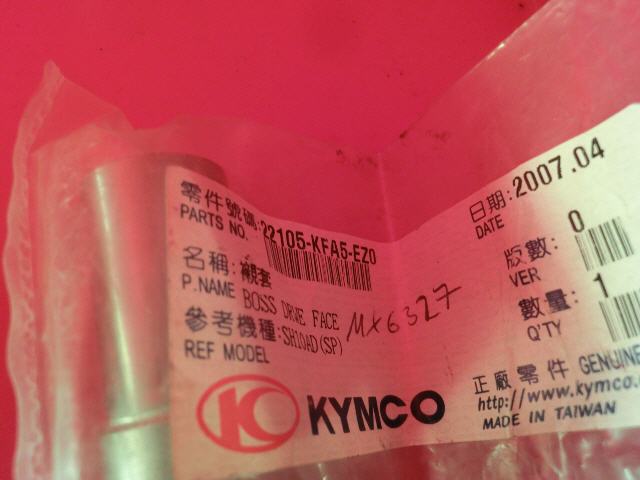 零件號碼: 22105-KFA5-EZ0
PARTS NO.
名稱: 襯套
P.NAME BOSS DRIVE FACE
參考機種: SH10AD(SP)
REF MODEL
MX6327
KYMCO
日期: 2007.04
DATE
版數: 0
VER
數量: 1
Q'TY
正廠零件 GENUINE
http://www.kymco.
MADE IN TAIWAN